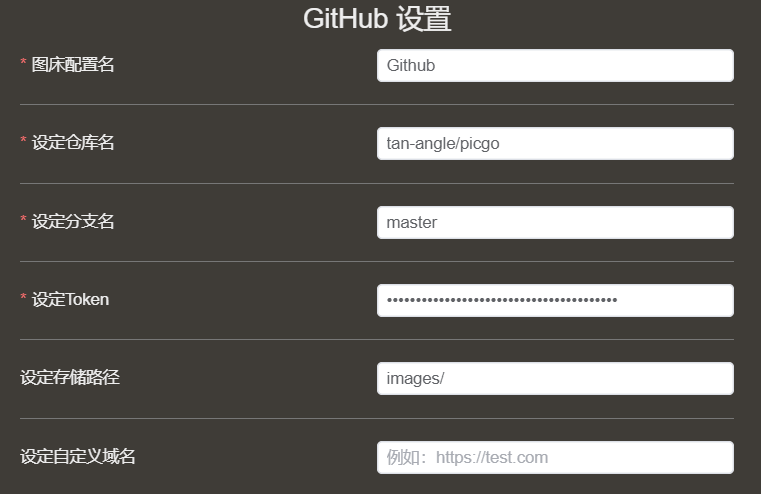 GitHub 设置
* 图床配置名
Github
* 设定仓库名
tan-angle/picgo
* 设定分支名
master
* 设定Token
••••••••••••••••••••••••••••••••••••••••
设定存储路径
images/
设定自定义域名
例如：https://test.com